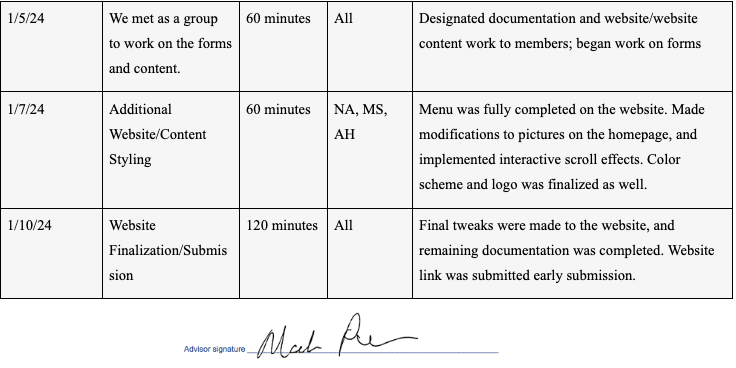 1/5/24 We met as a group 60 minutes All Designated documentation and website/website
to work on the forms content work to members; began work on forms
and content.
1/7/24 Additional 60 minutes NA, MS, Menu was fully completed on the website. Made
Website/Content AH modifications to pictures on the homepage, and
Styling implemented interactive scroll effects. Color
scheme and logo was finalized as well.
1/10/24 Website 120 minutes All Final tweaks were made to the website, and
Finalization/Submis remaining documentation was completed. Website
sion link was submitted early submission.
Advisor signature